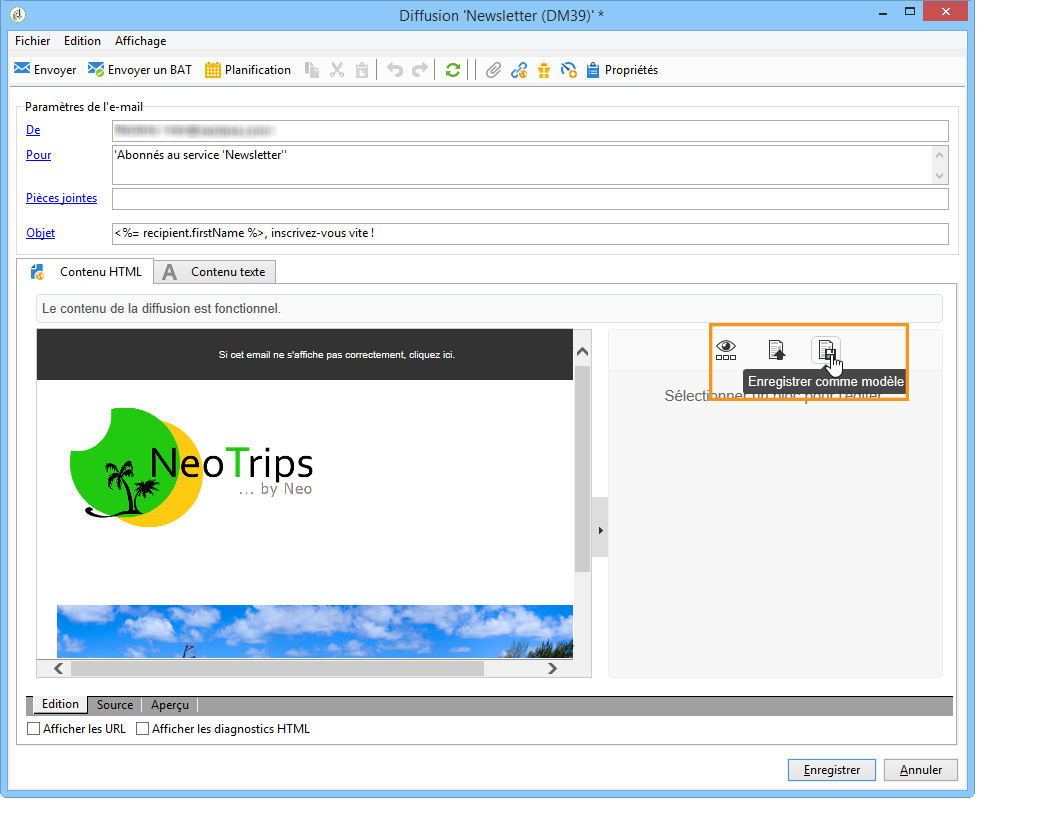 Diffusion 'Newsletter (DM39)' *
Fichier Edition Affichage
Envoyer Envoyer un BAT Planification Propriétés
Paramètres de l'e-mail
De
Pour 'Abonnés au service 'Newsletter''
Pièces jointes
Objet <%= recipient.firstName %>, inscrivez-vous vite !
Contenu HTML A Contenu texte
Le contenu de la diffusion est fonctionnel.
Si cet email ne s'affiche pas correctement, cliquez ici.
Enregistrer comme modèle
Sélectionner un bloc pour l'éditer
NeoTrips
... by Neo
Edition Source Aperçu
Afficher les URL Afficher les diagnostics HTML
Enregistrer Annuler